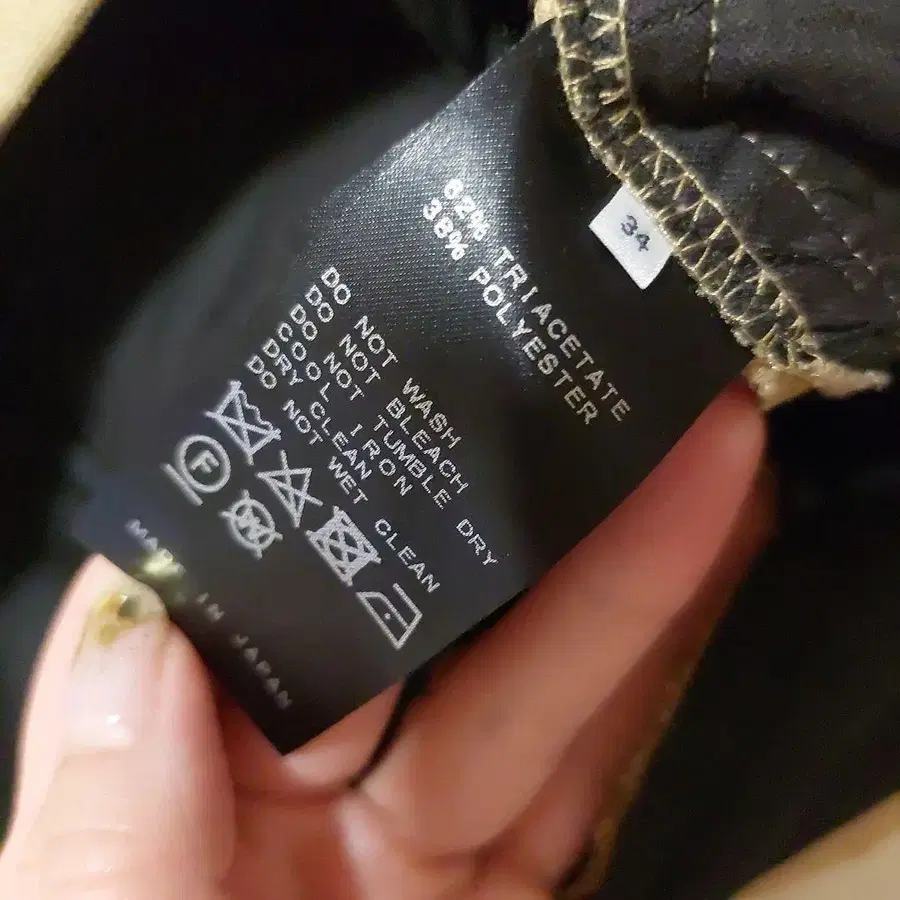 34
62% TRIACETATE
38% POLYESTER
DO NOT WASH
DO NOT BLEACH
DO NOT TUMBLE DRY
COOL IRON
DRY CLEAN
DO NOT WET CLEAN
F
W
MADE IN JAPAN